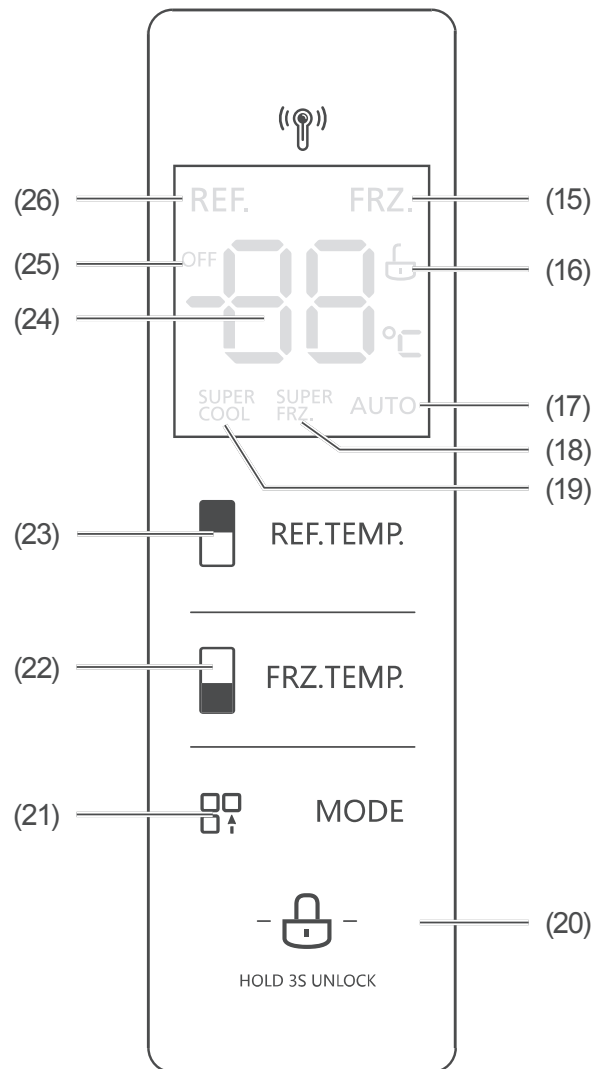 (26) REF. FRZ. (15)
(25) OFF (16)
(24) -88 °C
SUPER COOL SUPER FRZ. AUTO (17)
(18)
(19)
(23) REF.TEMP.
(22) FRZ.TEMP.
(21) MODE
(20)
HOLD 3S UNLOCK